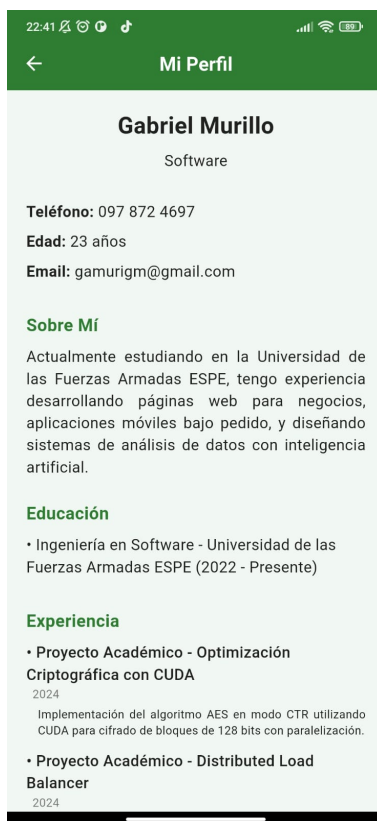 22:41
89
Mi Perfil
Gabriel Murillo
Software
Teléfono: 097 872 4697
Edad: 23 años
Email: gamurigm@gmail.com
Sobre Mí
Actualmente estudiando en la Universidad de
las Fuerzas Armadas ESPE, tengo experiencia
desarrollando páginas web para negocios,
aplicaciones móviles bajo pedido, y diseñando
sistemas de análisis de datos con inteligencia
artificial.
Educación
• Ingeniería en Software - Universidad de las
Fuerzas Armadas ESPE (2022 - Presente)
Experiencia
• Proyecto Académico - Optimización
Criptográfica con CUDA
2024
Implementación del algoritmo AES en modo CTR utilizando
CUDA para cifrado de bloques de 128 bits con paralelización.
• Proyecto Académico - Distributed Load
Balancer
2024